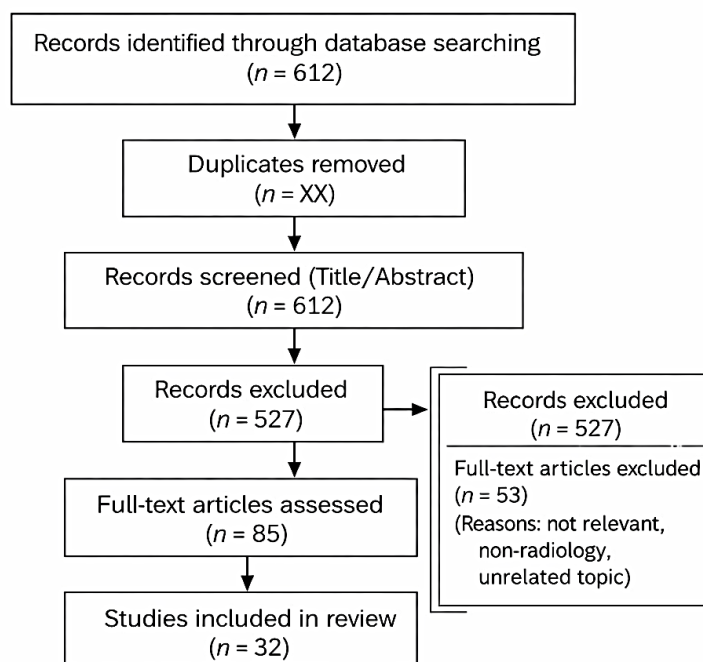 Records identified through database searching
(n = 612)
Duplicates removed
(n = XX)
Records screened (Title/Abstract)
(n = 612)
Records excluded
(n = 527)
Records excluded
(n = 527)
Full-text articles excluded
(n = 53)
(Reasons: not relevant,
non-radiology,
unrelated topic)
Full-text articles assessed
(n = 85)
Studies included in review
(n = 32)